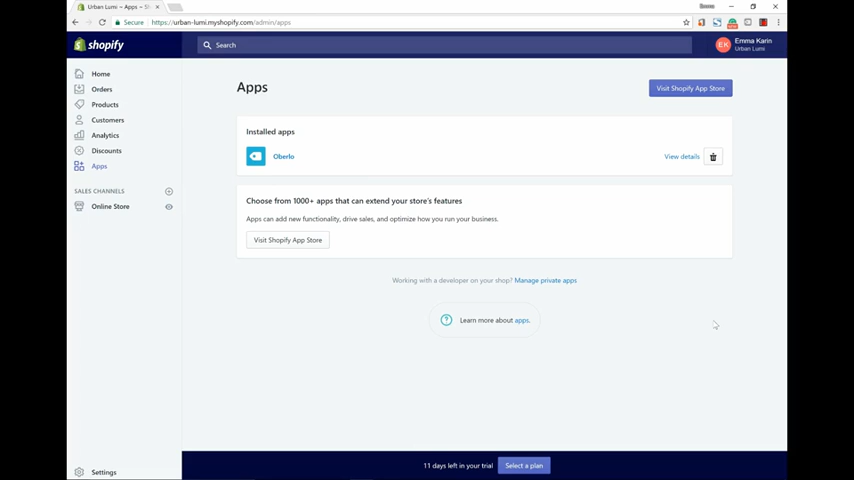 Urban Lumi ~ Apps ~ Sh
Emma
Secure
https://urban-lumi.myshopify.com/admin/apps
shopify
Search
EK
Emma Karin
Urban Lumi
Home
Orders
Products
Customers
Analytics
Discounts
Apps
SALES CHANNELS
Online Store
Settings
Apps
Visit Shopify App Store
Installed apps
Oberlo
View details
Choose from 1000+ apps that can extend your store's features
Apps can add new functionality, drive sales, and optimize how you run your business.
Visit Shopify App Store
Working with a developer on your shop? Manage private apps
Learn more about apps.
11 days left in your trial
Select a plan